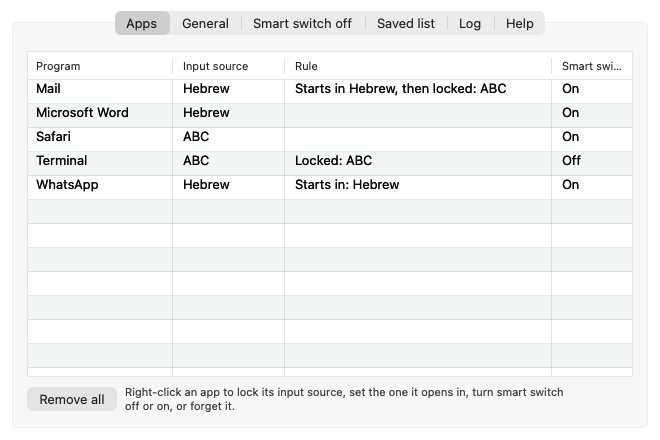 Apps General Smart switch off Saved list Log Help
Program Input source Rule Smart swi...
Mail Hebrew Starts in Hebrew, then locked: ABC On
Microsoft Word Hebrew On
Safari ABC On
Terminal ABC Locked: ABC Off
WhatsApp Hebrew Starts in: Hebrew On
Remove all
Right-click an app to lock its input source, set the one it opens in, turn smart switch
off or on, or forget it.